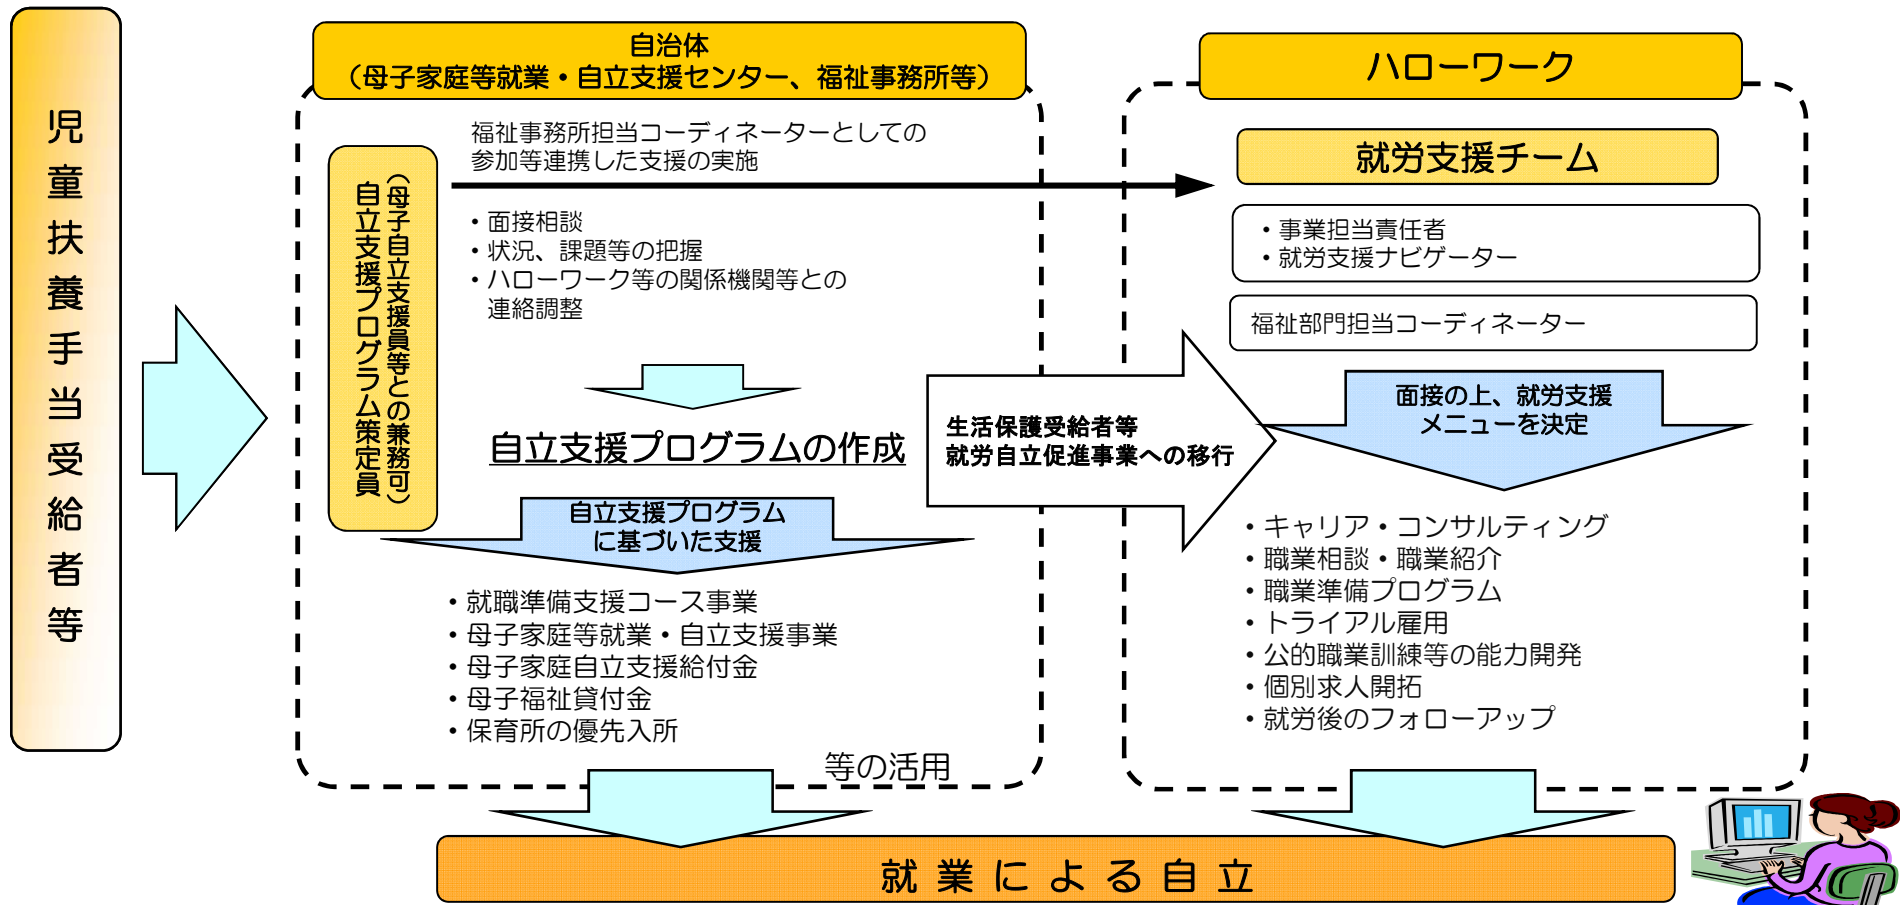 児童扶養手当受給者等
自治体
（母子家庭等就業・自立支援センター、福祉事務所等）
福祉事務所担当コーディネーターとしての
参加等連携した支援の実施
自立支援プログラム策定員
（母子自立支援員等との兼務可）
・面接相談
・状況、課題等の把握
・ハローワーク等の関係機関等との
連絡調整
自立支援プログラムの作成
自立支援プログラム
に基づいた支援
・就職準備支援コース事業
・母子家庭等就業・自立支援事業
・母子家庭自立支援給付金
・母子福祉貸付金
・保育所の優先入所
等の活用
生活保護受給者等
就労自立促進事業への移行
ハローワーク
就労支援チーム
・事業担当責任者
・就労支援ナビゲーター
福祉部門担当コーディネーター
面接の上、就労支援
メニューを決定
・キャリア・コンサルティング
・職業相談・職業紹介
・職業準備プログラム
・トライアル雇用
・公的職業訓練等の能力開発
・個別求人開拓
・就労後のフォローアップ
就業による自立